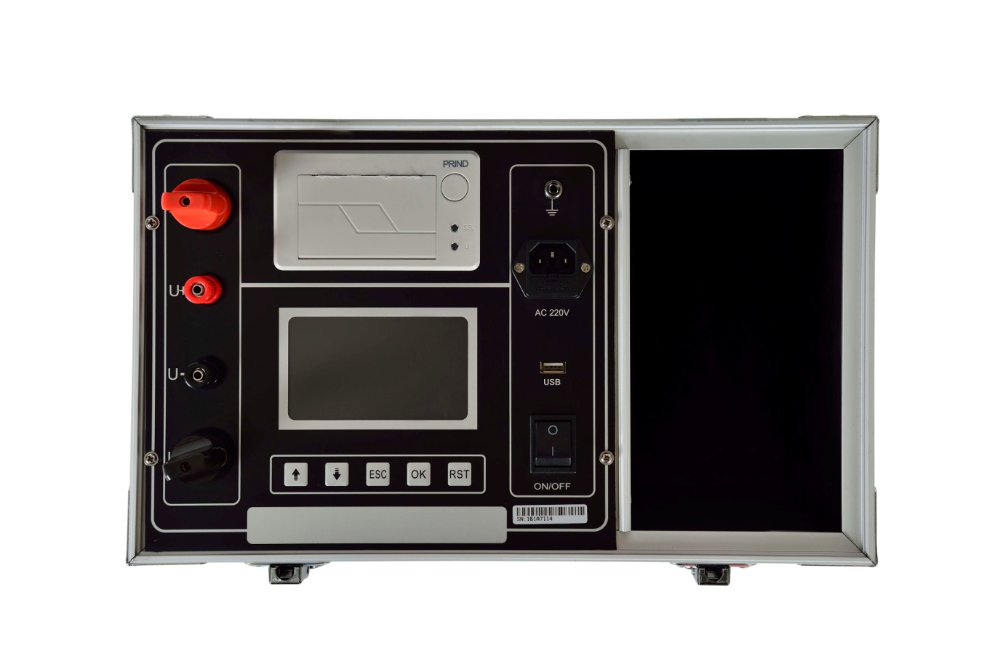 PRIND
SEL
LF
U+
AC 220V
U-
USB
ESC
OK
RST
ON/OFF
SN:161A7114